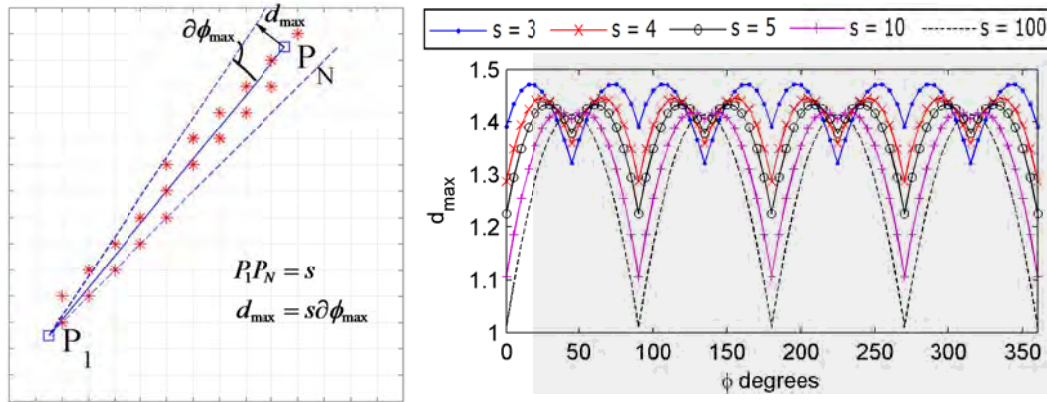 ∂ϕmax
dmax
PN
P1
P1PN = s
dmax = s∂ϕmax
s = 3 s = 4 s = 5 s = 10 s = 100
1.5
1.4
1.3
1.2
1.1
1
dmax
0 50 100 150 200 250 300 350
ϕ degrees